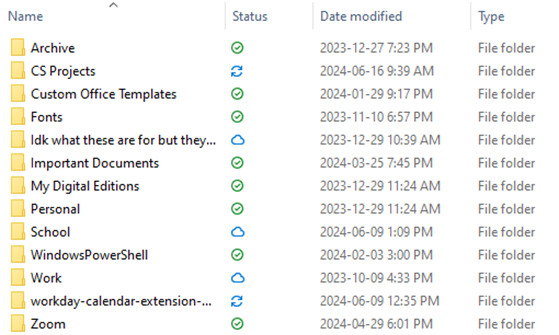 Name Status Date modified Type
Archive 2023-12-27 7:23 PM File folder
CS Projects 2024-06-16 9:39 AM File folder
Custom Office Templates 2024-01-29 9:17 PM File folder
Fonts 2023-11-10 6:57 PM File folder
Idk what these are for but they... 2023-12-29 10:39 AM File folder
Important Documents 2024-03-25 7:45 PM File folder
My Digital Editions 2023-12-29 11:24 AM File folder
Personal 2023-12-29 11:24 AM File folder
School 2024-06-09 1:09 PM File folder
WindowsPowerShell 2024-02-03 3:00 PM File folder
Work 2023-10-09 4:33 PM File folder
workday-calendar-extension-... 2024-06-09 12:35 PM File folder
Zoom 2024-04-29 6:01 PM File folder